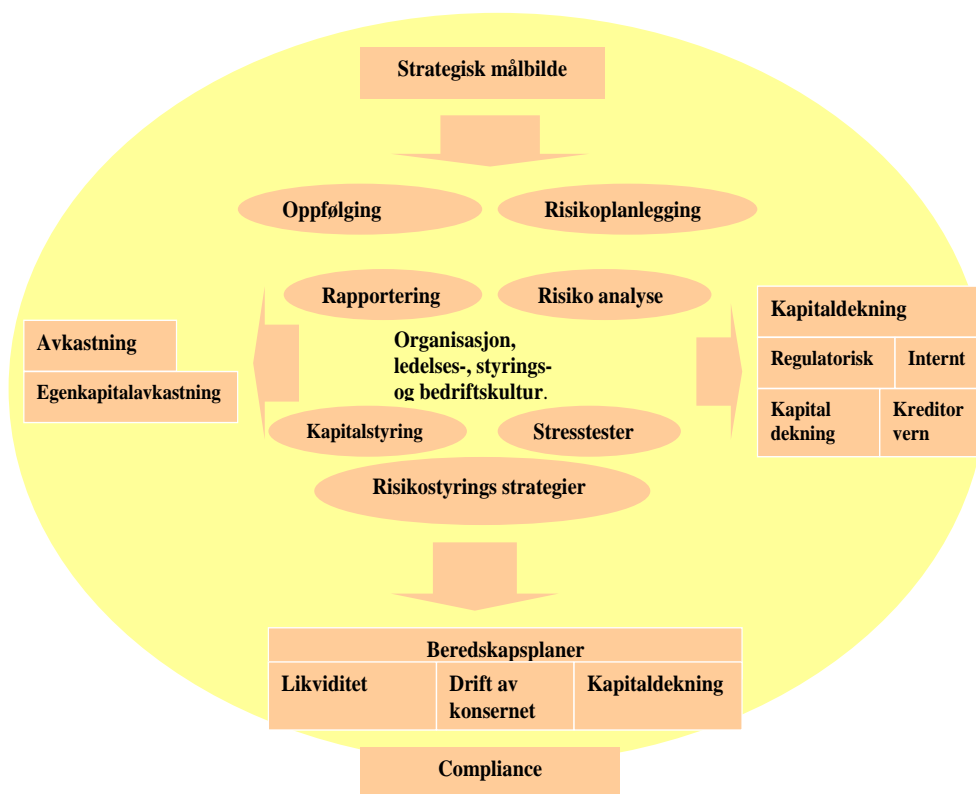 Strategisk målbilde
Oppfølging
Risikoplanlegging
Rapportering
Risiko analyse
Avkastning
Egenkapitalavkastning
Organisasjon,
ledelses-, styrings-
og bedriftskultur.
Kapitaldekning
Regulatorisk
Internt
Kapital
dekning
Kreditor
vern
Kapitalstyring
Stresstester
Risikostyrings strategier
Beredskapsplaner
Likviditet
Drift av
konsernet
Kapitaldekning
Compliance